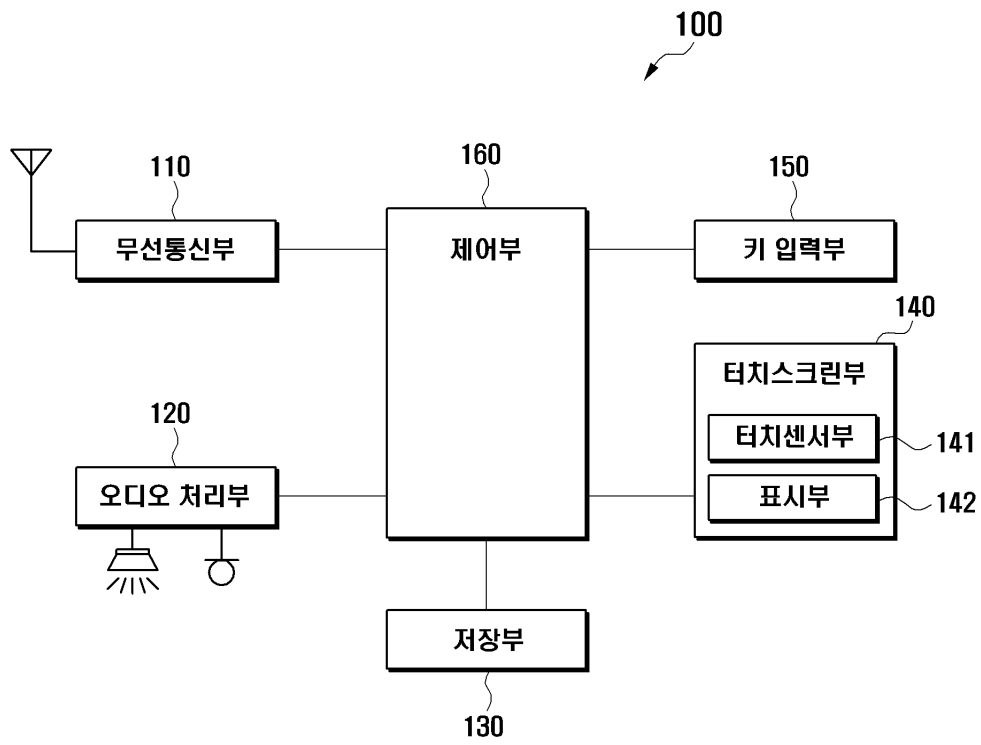 100
110
160
150
무선통신부
제어부
키 입력부
140
터치스크린부
120
터치센서부
141
오디오 처리부
표시부
142
저장부
130